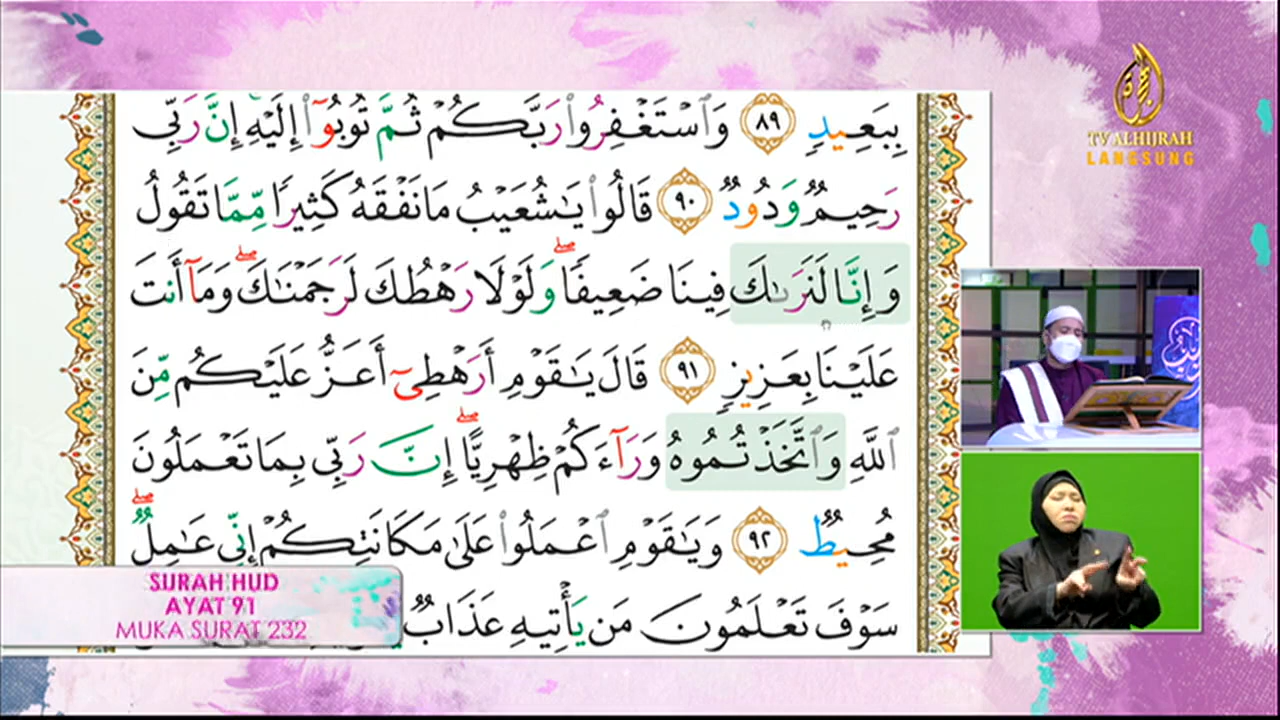 بِبَعِيدٍ ٨٩ وَٱسْتَغْفِرُوا۟ رَبَّكُمْ ثُمَّ تُوبُوٓا۟ إِلَيْهِ إِنَّ رَبِّى
رَحِيمٌ وَدُودٌ ٩٠ قَالُوا۟ يَـٰشُعَيْبُ مَا نَفْقَهُ كَثِيرًا مِّمَّا تَقُولُ
وَإِنَّا لَنَرَىٰكَ فِينَا ضَعِيفًا ۖ وَلَوْلَا رَهْطُكَ لَرَجَمْنَـٰكَ ۖ وَمَآ أَنتَ
عَلَيْنَا بِعَزِيزٍ ٩١ قَالَ يَـٰقَوْمِ أَرَهْطِىٓ أَعَزُّ عَلَيْكُم مِّنَ
ٱللَّهِ وَٱتَّخَذْتُمُوهُ وَرَآءَكُمْ ظِهْرِيًّا ۖ إِنَّ رَبِّى بِمَا تَعْمَلُونَ
مُحِيطٌ ٩٢ وَيَـٰقَوْمِ ٱعْمَلُوا۟ عَلَىٰ مَكَانَتِكُمْ إِنِّى عَـٰمِلٌ ۖ
سَوْفَ تَعْلَمُونَ مَن يَأْتِيهِ عَذَابٌ
TV ALHIJRAH
LANGSUNG
SURAH HUD
AYAT 91
MUKA SURAT 232